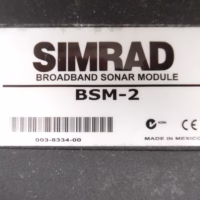 SIMRAD
BROADBAND SONAR MODULE
BSM-2
003-8334-00
MADE IN MEXICO